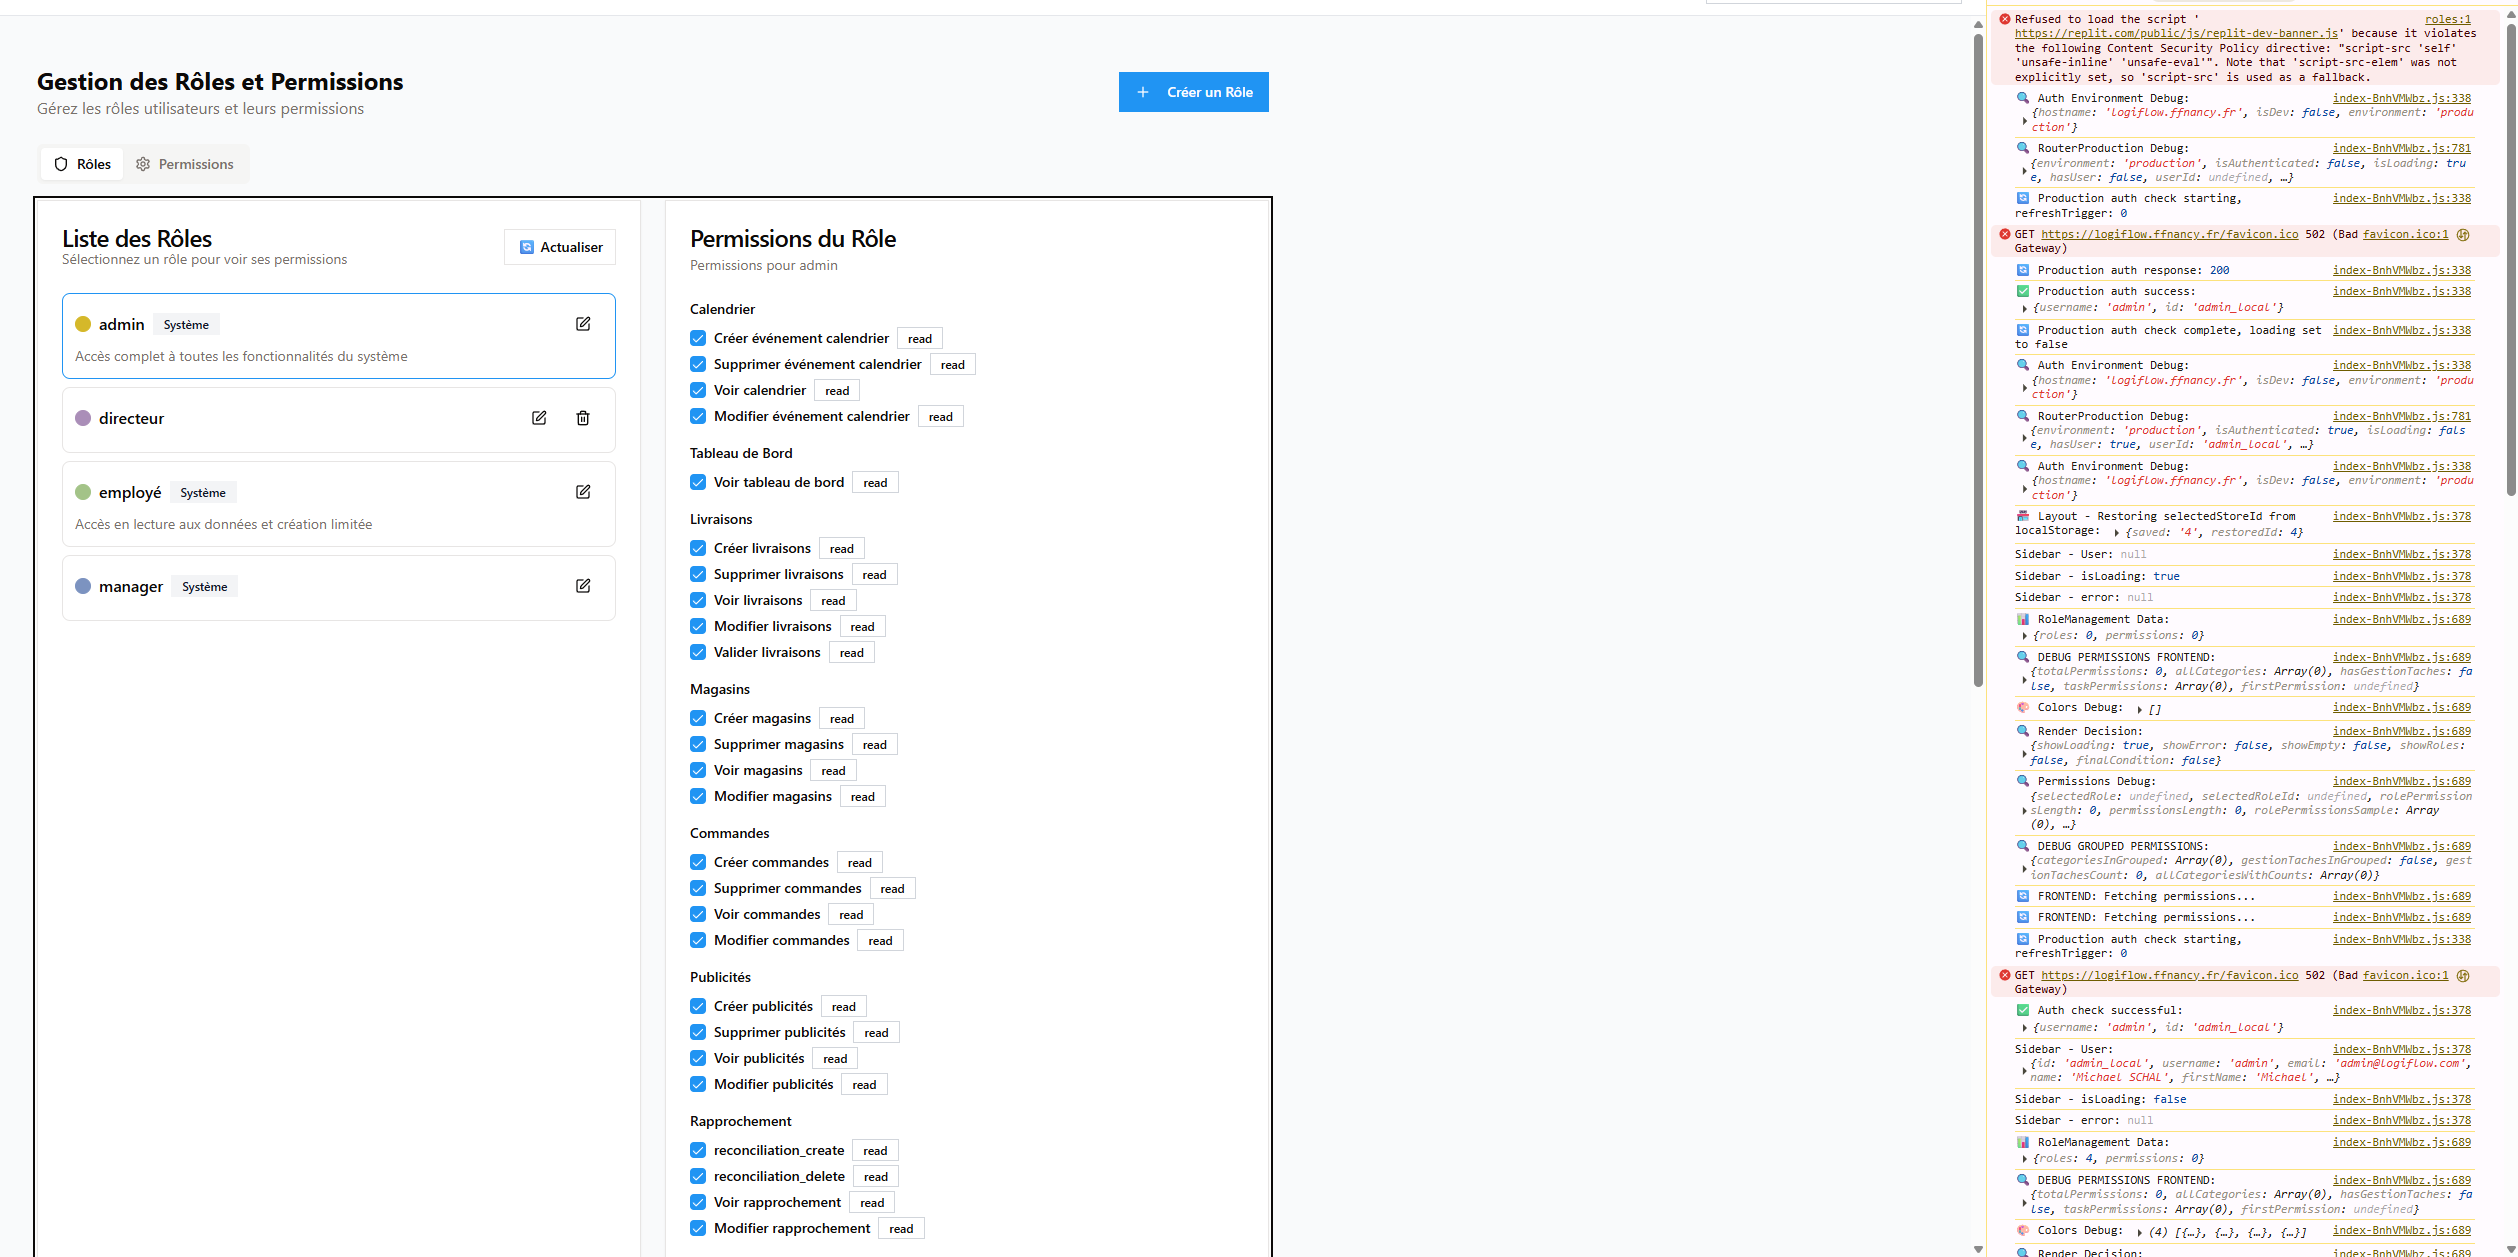 Gestion des Rôles et Permissions
Gérez les rôles utilisateurs et leurs permissions
+ Créer un Rôle
Rôles
Permissions
Liste des Rôles
Sélectionnez un rôle pour voir ses permissions
Actualiser
admin Système
Accès complet à toutes les fonctionnalités du système
directeur
employé Système
Accès en lecture aux données et création limitée
manager Système
Permissions du Rôle
Permissions pour admin
Calendrier
Créer événement calendrier read
Supprimer événement calendrier read
Voir calendrier read
Modifier événement calendrier read
Tableau de Bord
Voir tableau de bord read
Livraisons
Créer livraisons read
Supprimer livraisons read
Voir livraisons read
Modifier livraisons read
Valider livraisons read
Magasins
Créer magasins read
Supprimer magasins read
Voir magasins read
Modifier magasins read
Commandes
Créer commandes read
Supprimer commandes read
Voir commandes read
Modifier commandes read
Publicités
Créer publicités read
Supprimer publicités read
Voir publicités read
Modifier publicités read
Rapprochement
reconciliation_create read
reconciliation_delete read
Voir rapprochement read
Modifier rapprochement read
Refused to load the script ' roles:1
https://replit.com/public/js/replit-dev-banner.js' because it violates
the following Content Security Policy directive: "script-src 'self'
'unsafe-inline' 'unsafe-eval'". Note that 'script-src-elem' was not
explicitly set, so 'script-src' is used as a fallback.
Auth Environment Debug: index-BnhVMWbz.js:338
{hostname: 'logiflow.ffnancy.fr', isDev: false, environment: 'produ
ction'}
RouterProduction Debug: index-BnhVMWbz.js:781
{environment: 'production', isAuthenticated: false, isLoading: tru
e, hasUser: false, userId: undefined, …}
Production auth check starting, index-BnhVMWbz.js:338
refreshTrigger: 0
GET https://logiflow.ffnancy.fr/favicon.ico 502 (Bad favicon.ico:1
Gateway)
Production auth response: 200 index-BnhVMWbz.js:338
Production auth success: index-BnhVMWbz.js:338
{username: 'admin', id: 'admin_local'}
Production auth check complete, loading set index-BnhVMWbz.js:338
to false
Auth Environment Debug: index-BnhVMWbz.js:338
{hostname: 'logiflow.ffnancy.fr', isDev: false, environment: 'produ
ction'}
RouterProduction Debug: index-BnhVMWbz.js:781
{environment: 'production', isAuthenticated: true, isLoading: fals
e, hasUser: true, userId: 'admin_local', …}
Auth Environment Debug: index-BnhVMWbz.js:338
{hostname: 'logiflow.ffnancy.fr', isDev: false, environment: 'produ
ction'}
Layout - Restoring selectedStoreId from index-BnhVMWbz.js:378
localStorage: {saved: '4', restoredId: 4}
Sidebar - User: null index-BnhVMWbz.js:378
Sidebar - isLoading: true index-BnhVMWbz.js:378
Sidebar - error: null index-BnhVMWbz.js:378
RoleManagement Data: index-BnhVMWbz.js:689
{roles: 0, permissions: 0}
DEBUG PERMISSIONS FRONTEND: index-BnhVMWbz.js:689
{totalPermissions: 0, allCategories: Array(0), hasGestionTaches: fa
lse, taskPermissions: Array(0), firstPermission: undefined}
Colors Debug: [] index-BnhVMWbz.js:689
Render Decision: index-BnhVMWbz.js:689
{showLoading: true, showError: false, showEmpty: false, showRoles:
false, finalCondition: false}
Permissions Debug: index-BnhVMWbz.js:689
{selectedRole: undefined, selectedRoleId: undefined, rolePermission
sLength: 0, permissionsLength: 0, rolePermissionsSample: Array
(0), …}
DEBUG GROUPED PERMISSIONS: index-BnhVMWbz.js:689
{categoriesInGrouped: Array(0), gestionTachesInGrouped: false, gest
ionTachesCount: 0, allCategoriesWithCounts: Array(0)}
FRONTEND: Fetching permissions... index-BnhVMWbz.js:689
FRONTEND: Fetching permissions... index-BnhVMWbz.js:689
Production auth check starting, index-BnhVMWbz.js:338
refreshTrigger: 0
GET https://logiflow.ffnancy.fr/favicon.ico 502 (Bad favicon.ico:1
Gateway)
Auth check successful: index-BnhVMWbz.js:378
{username: 'admin', id: 'admin_local'}
Sidebar - User: index-BnhVMWbz.js:378
{id: 'admin_local', username: 'admin', email: 'admin@logiflow.com',
name: 'Michael SCHAL', firstName: 'Michael', …}
Sidebar - isLoading: false index-BnhVMWbz.js:378
Sidebar - error: null index-BnhVMWbz.js:378
RoleManagement Data: index-BnhVMWbz.js:689
{roles: 4, permissions: 0}
DEBUG PERMISSIONS FRONTEND: index-BnhVMWbz.js:689
{totalPermissions: 0, allCategories: Array(0), hasGestionTaches: fa
lse, taskPermissions: Array(0), firstPermission: undefined}
Colors Debug: (4) [{…}, {…}, {…}, {…}] index-BnhVMWbz.js:689
Render Decision: index-BnhVMWbz.js:689